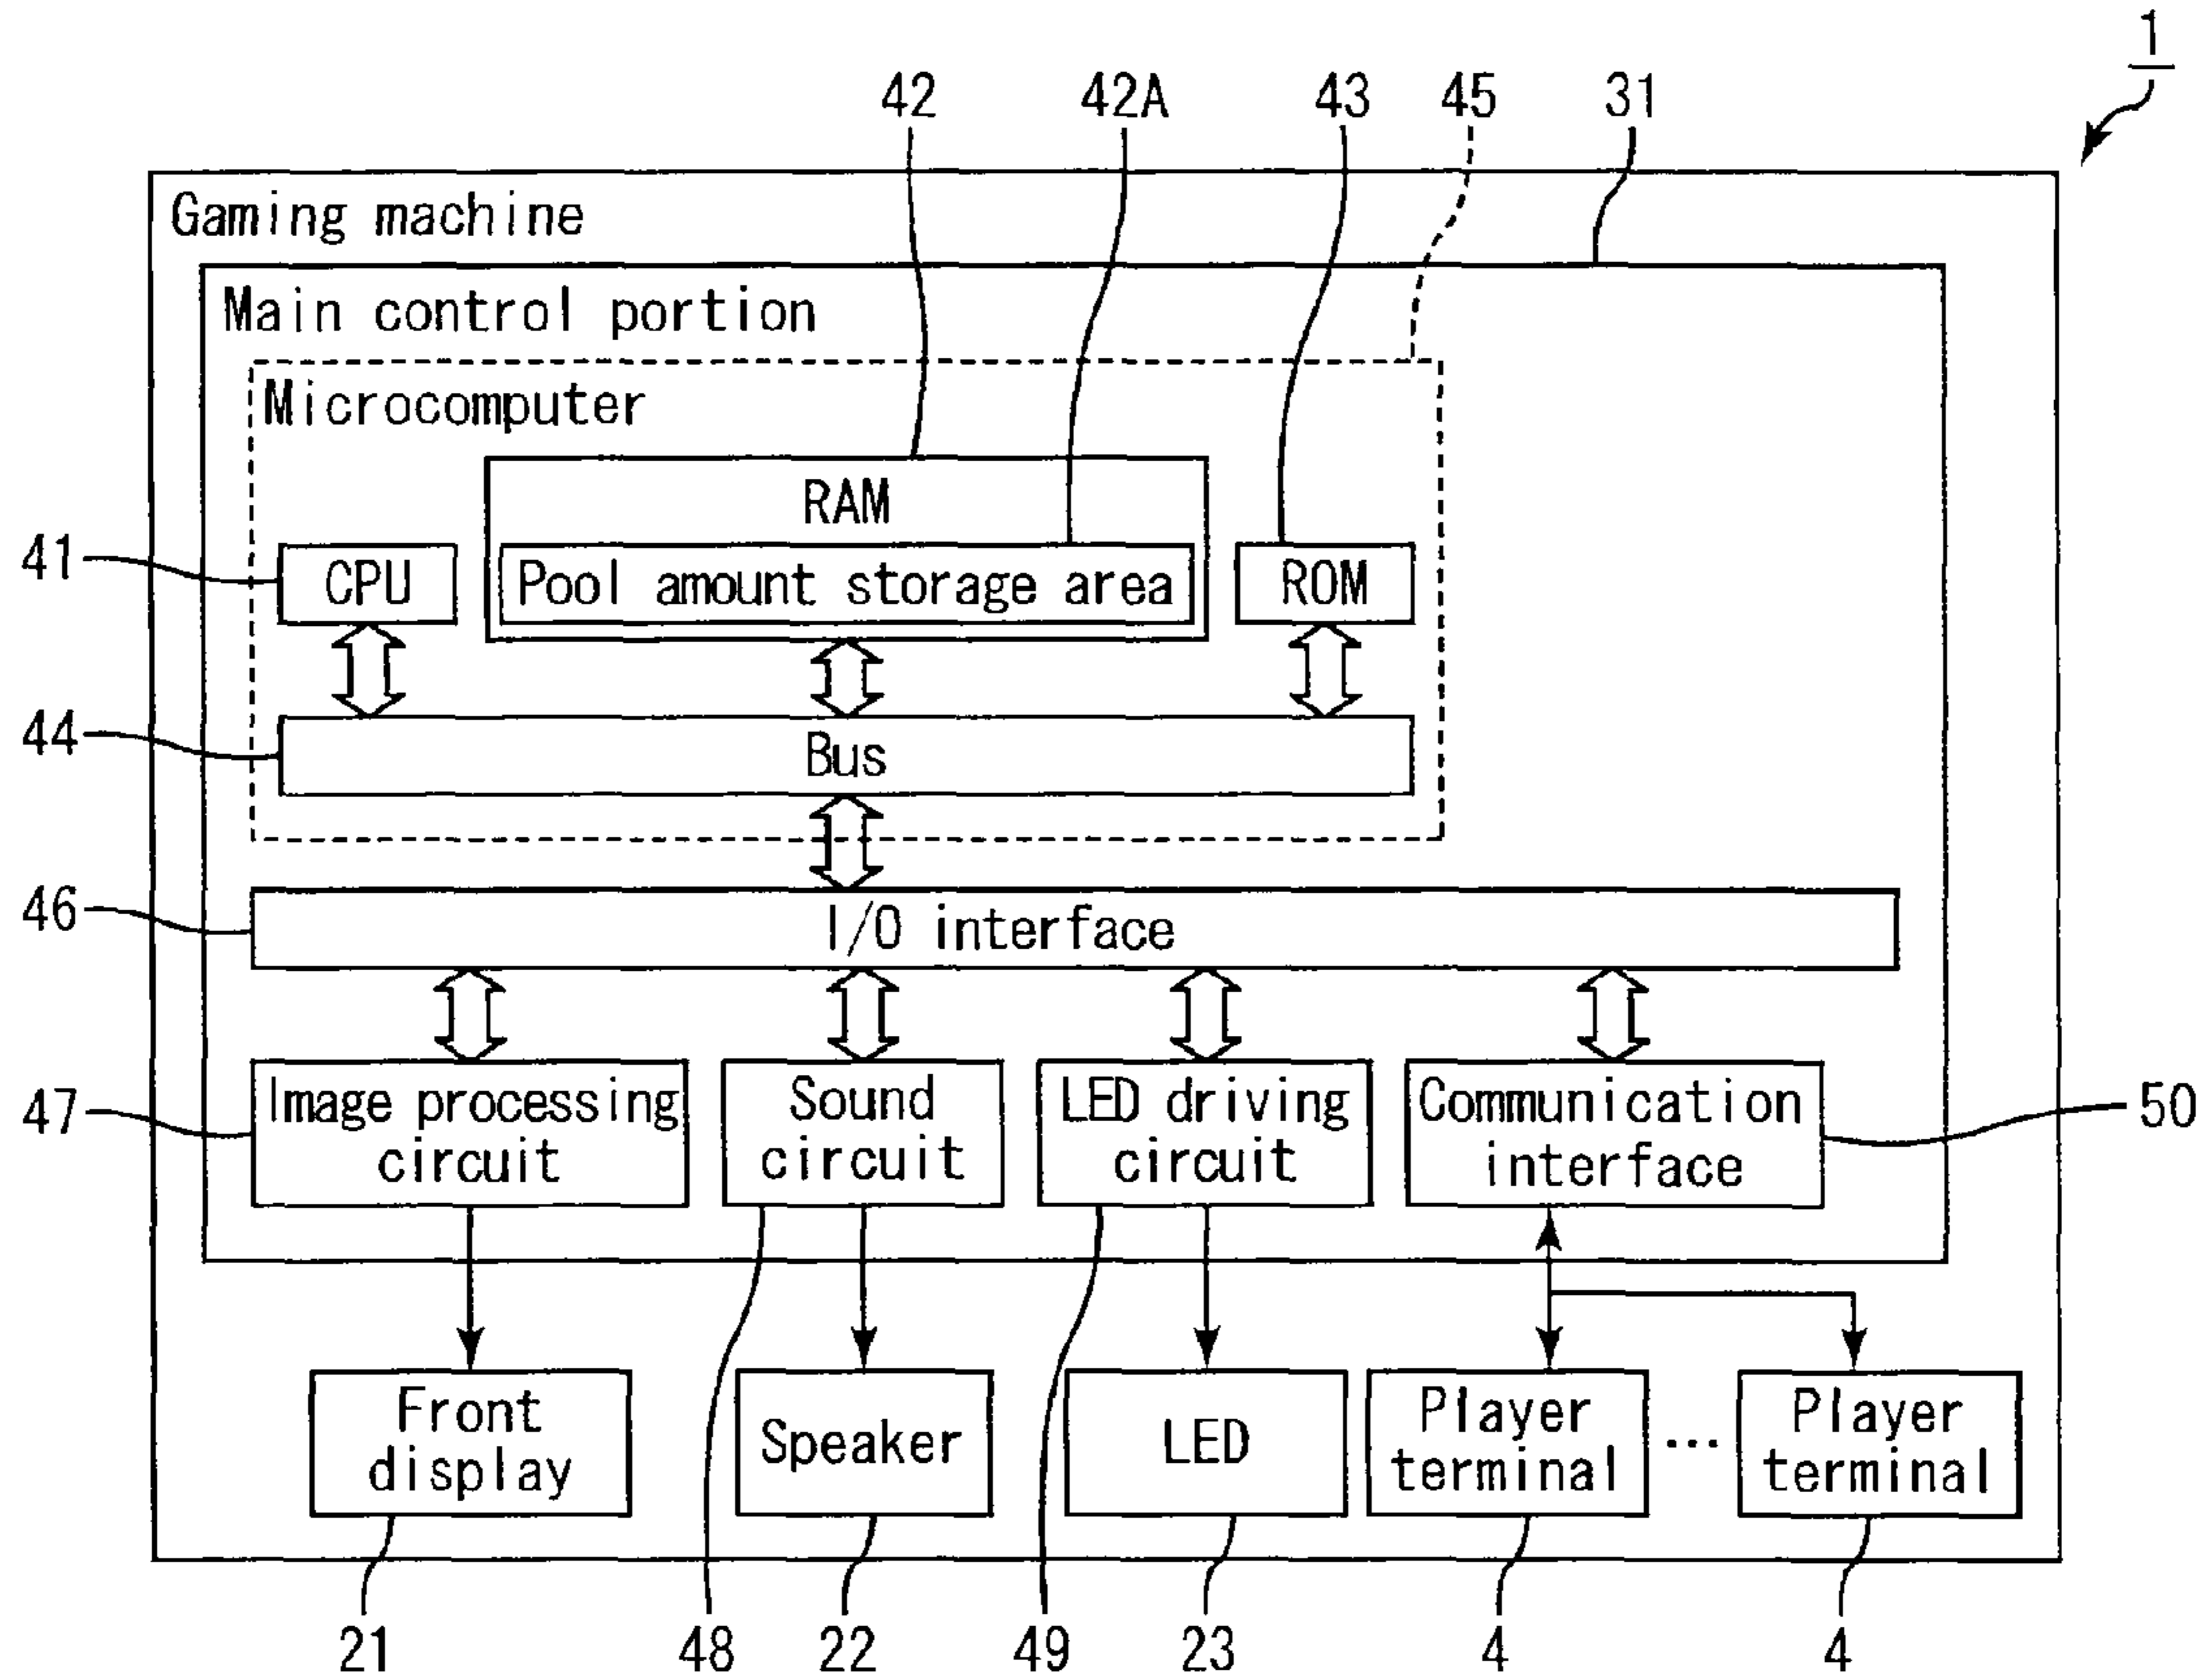 1
42 42A 43 45 31
Gaming machine
Main control portion
Microcomputer
RAM
41
CPU
Pool amount storage area
ROM
44
Bus
46
I/O interface
47
Image processing
circuit
Sound
circuit
LED driving
circuit
Communication
interface
50
Front
display
Speaker
LED
Player
terminal
...
Player
terminal
21 48 22 49 23 4 4